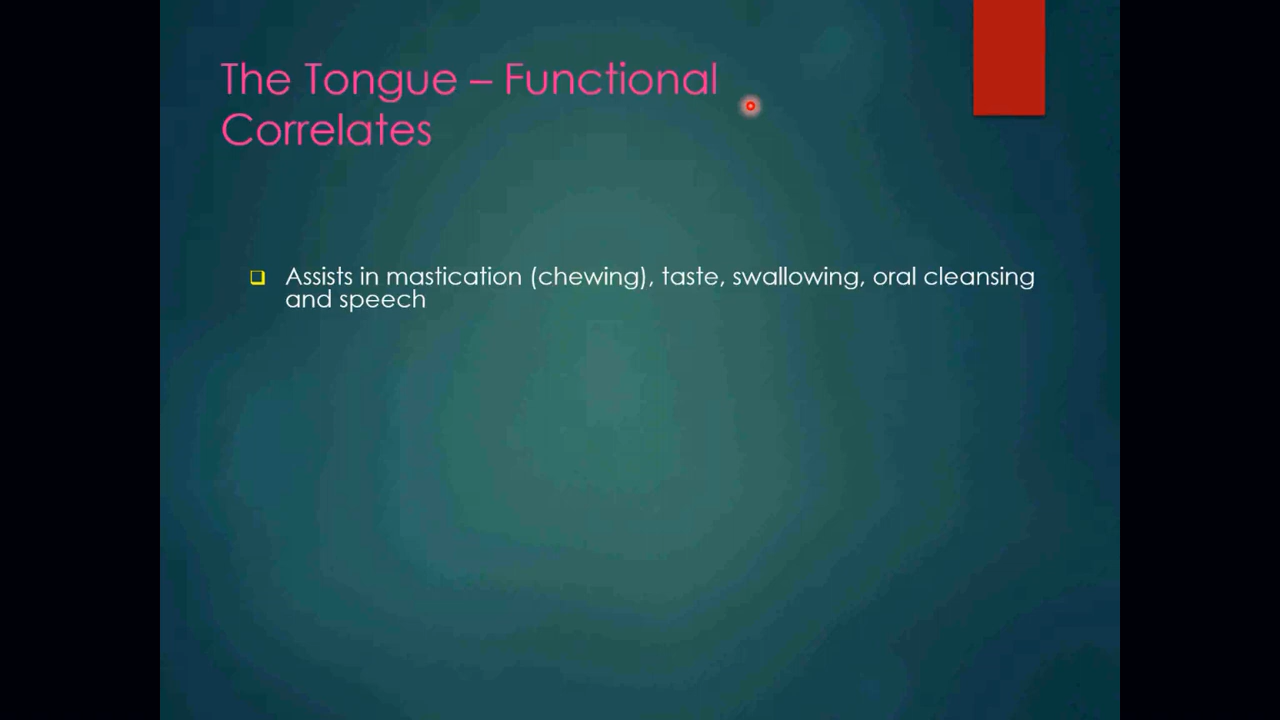 The Tongue – Functional
Correlates
Assists in mastication (chewing), taste, swallowing, oral cleansing
and speech